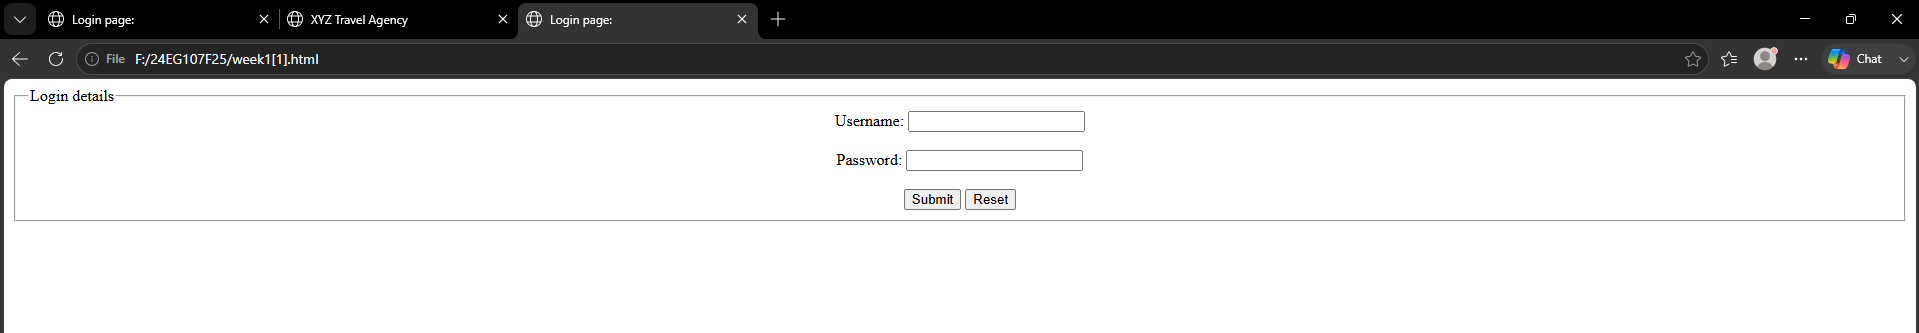 Login page:
XYZ Travel Agency
Login page:
File F:/24EG107F25/week1[1].html
Chat
Login details
Username:
Password:
Submit Reset